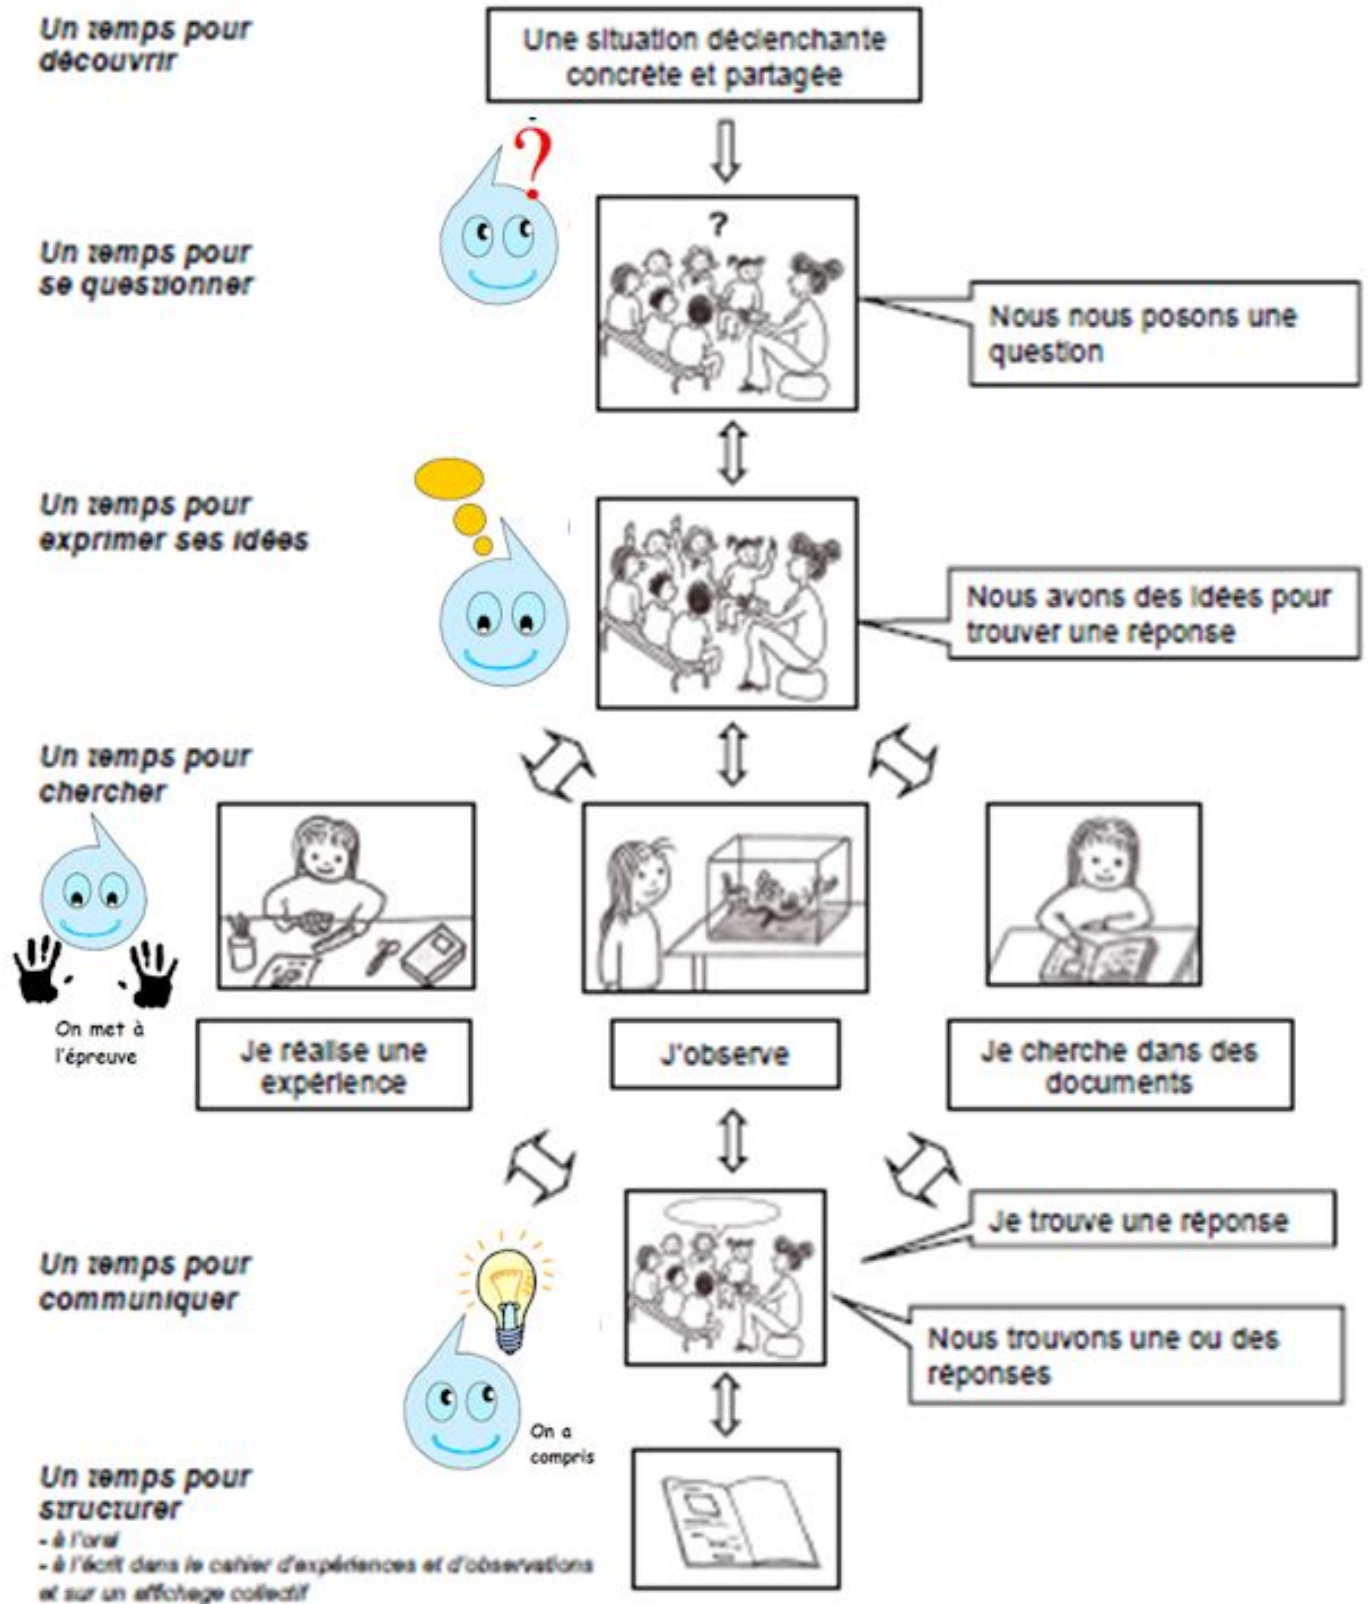 Un temps pour
découvrir
Une situation déclenchante
concrète et partagée
?
Un temps pour
se questionner
?
Nous nous posons une
question
Un temps pour
exprimer ses idées
Nous avons des idées pour
trouver une réponse
Un temps pour
chercher
On met à
l'épreuve
Je réalise une
expérience
J'observe
Je cherche dans des
documents
Un temps pour
communiquer
Je trouve une réponse
Nous trouvons une ou des
réponses
On a
compris
Un temps pour
structurer
- à l'oral
- à l'écrit dans le cahier d'expériences et d'observations
et sur un affichage collectif